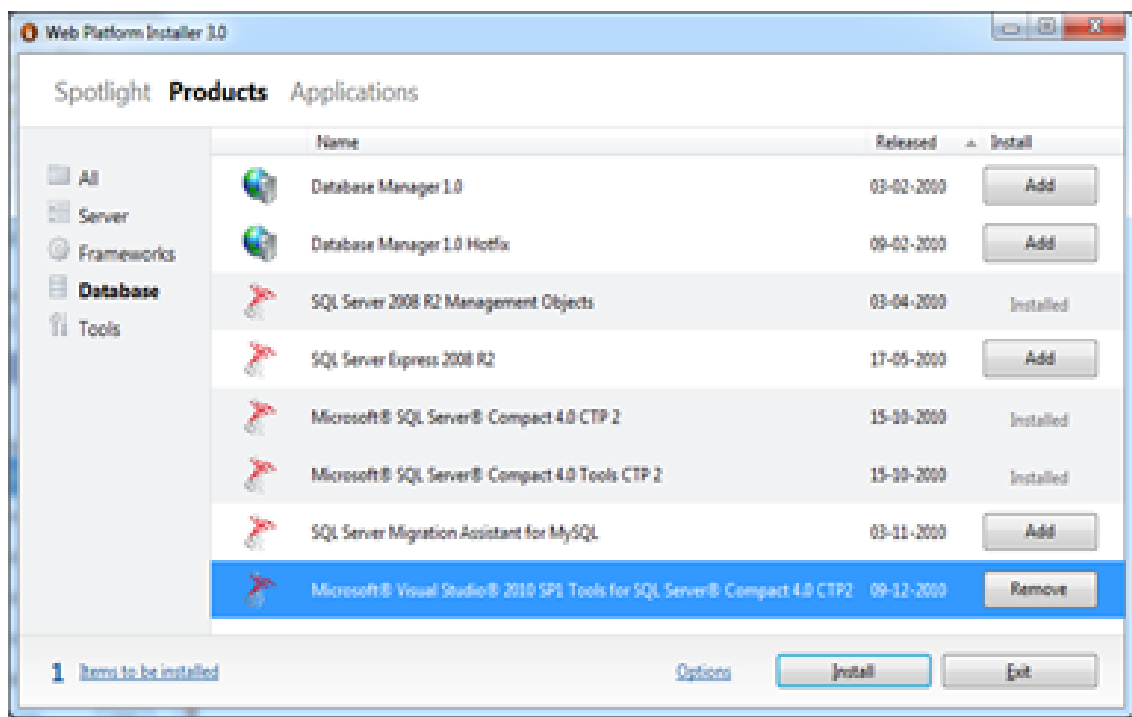 Web Platform Installer 3.0
Spotlight Products Applications
Name Released Install
All
Server
Frameworks
Database
Tools
Database Manager 1.0 03-02-2010 Add
Database Manager 1.0 Hotfix 09-02-2010 Add
SQL Server 2008 R2 Management Objects 03-04-2010 Installed
SQL Server Express 2008 R2 17-05-2010 Add
Microsoft® SQL Server® Compact 4.0 CTP 2 15-10-2010 Installed
Microsoft® SQL Server® Compact 4.0 Tools CTP 2 15-10-2010 Installed
SQL Server Migration Assistant for MySQL 03-11-2010 Add
Microsoft® Visual Studio® 2010 SP1 Tools for SQL Server® Compact 4.0 CTP2 09-12-2010 Remove
1 Items to be installed Options Install Exit